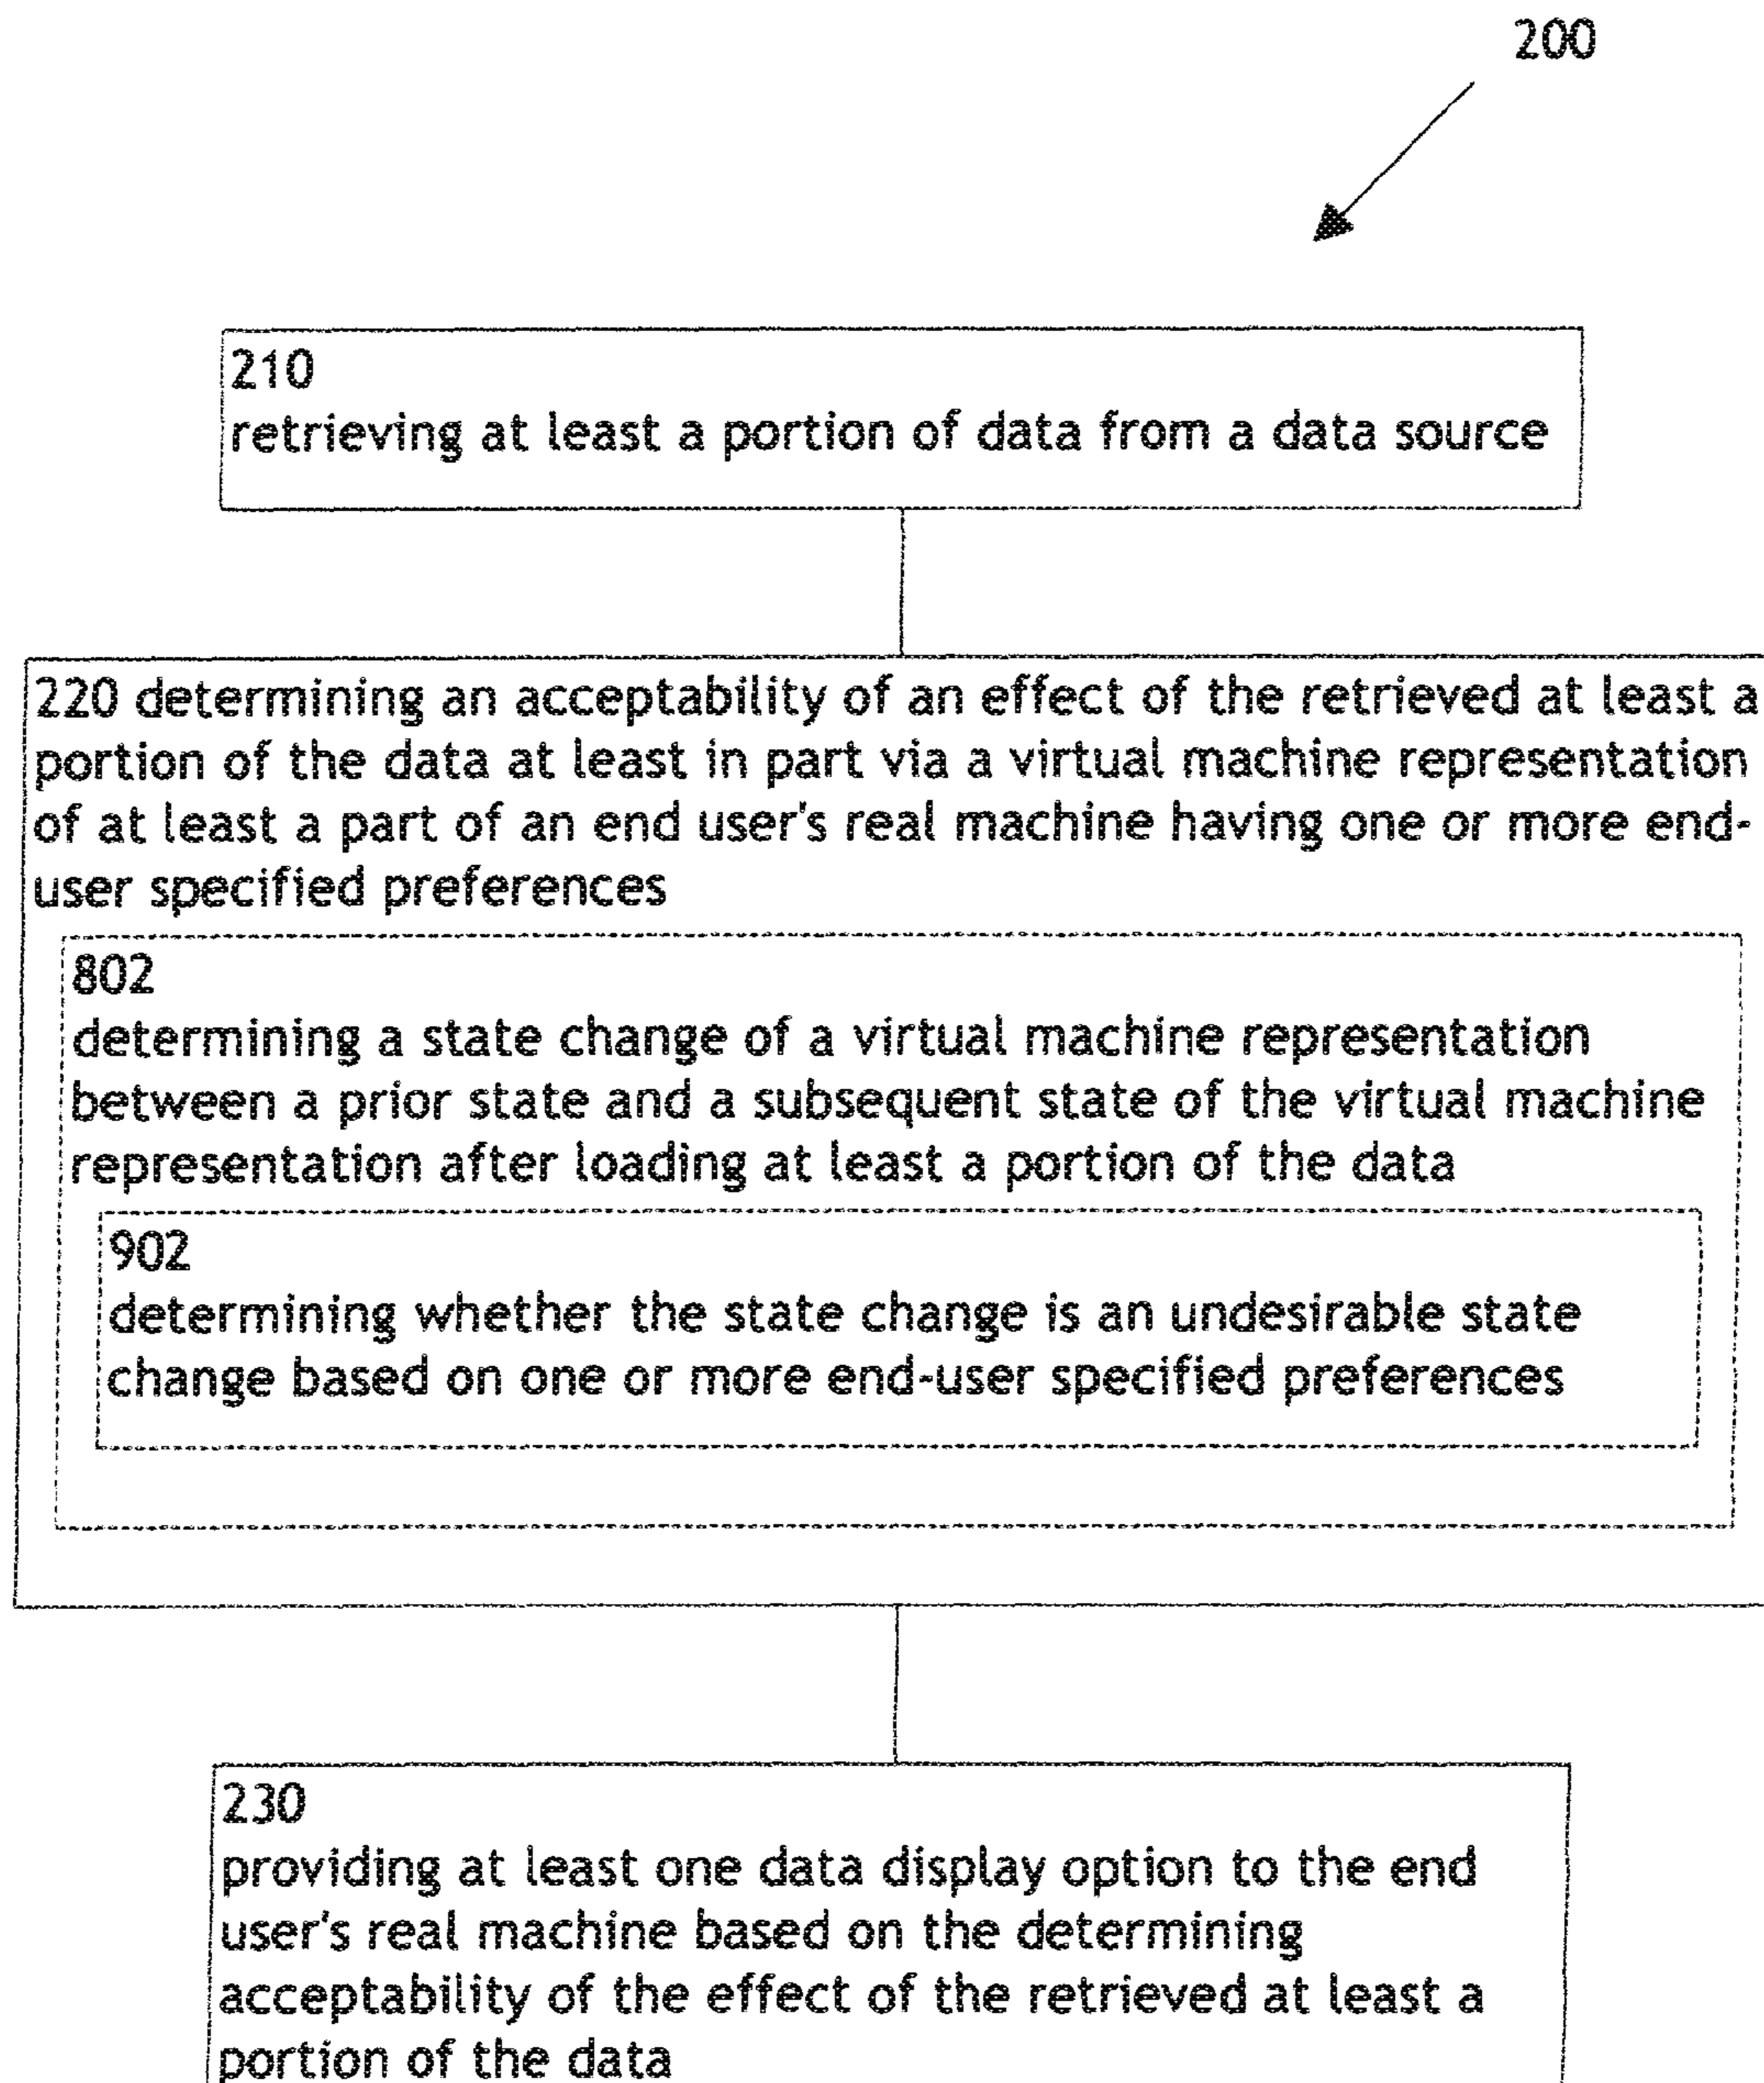 200
210
retrieving at least a portion of data from a data source
220 determining an acceptability of an effect of the retrieved at least a
portion of the data at least in part via a virtual machine representation
of at least a part of an end user's real machine having one or more end-
user specified preferences
802
determining a state change of a virtual machine representation
between a prior state and a subsequent state of the virtual machine
representation after loading at least a portion of the data
902
determining whether the state change is an undesirable state
change based on one or more end-user specified preferences
230
providing at least one data display option to the end
user's real machine based on the determining
acceptability of the effect of the retrieved at least a
portion of the data